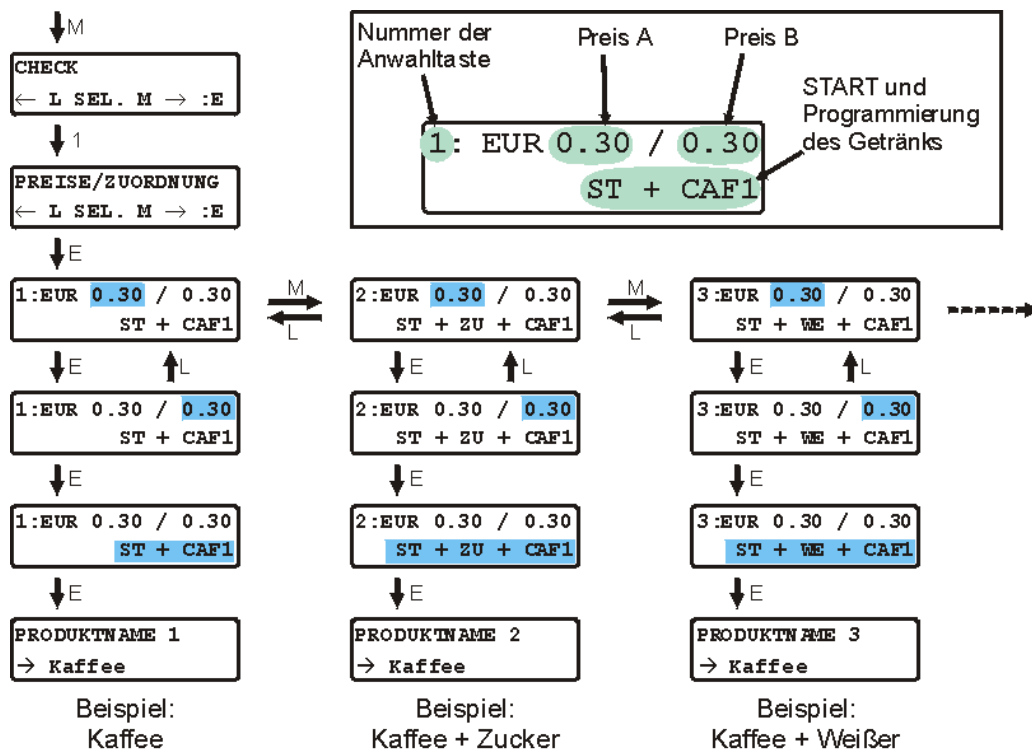 M
CHECK
← L SEL. M → :E
1
PREISE/ZUORDNUNG
← L SEL. M → :E
E
Nummer der
Anwahltaste
Preis A
Preis B
START und
Programmierung
des Getränks
1: EUR 0.30 / 0.30
ST + CAF1
1:EUR 0.30 / 0.30
ST + CAF1
M
L
2:EUR 0.30 / 0.30
ST + ZU + CAF1
M
L
3:EUR 0.30 / 0.30
ST + WE + CAF1
E
L
E
L
E
L
1:EUR 0.30 / 0.30
ST + CAF1
2:EUR 0.30 / 0.30
ST + ZU + CAF1
3:EUR 0.30 / 0.30
ST + WE + CAF1
E
E
E
1:EUR 0.30 / 0.30
ST + CAF1
2:EUR 0.30 / 0.30
ST + ZU + CAF1
3:EUR 0.30 / 0.30
ST + WE + CAF1
E
E
E
PRODUKTNAME 1
→ Kaffee
PRODUKTNAME 2
→ Kaffee
PRODUKTNAME 3
→ Kaffee
Beispiel:
Kaffee
Beispiel:
Kaffee + Zucker
Beispiel:
Kaffee + Weißer